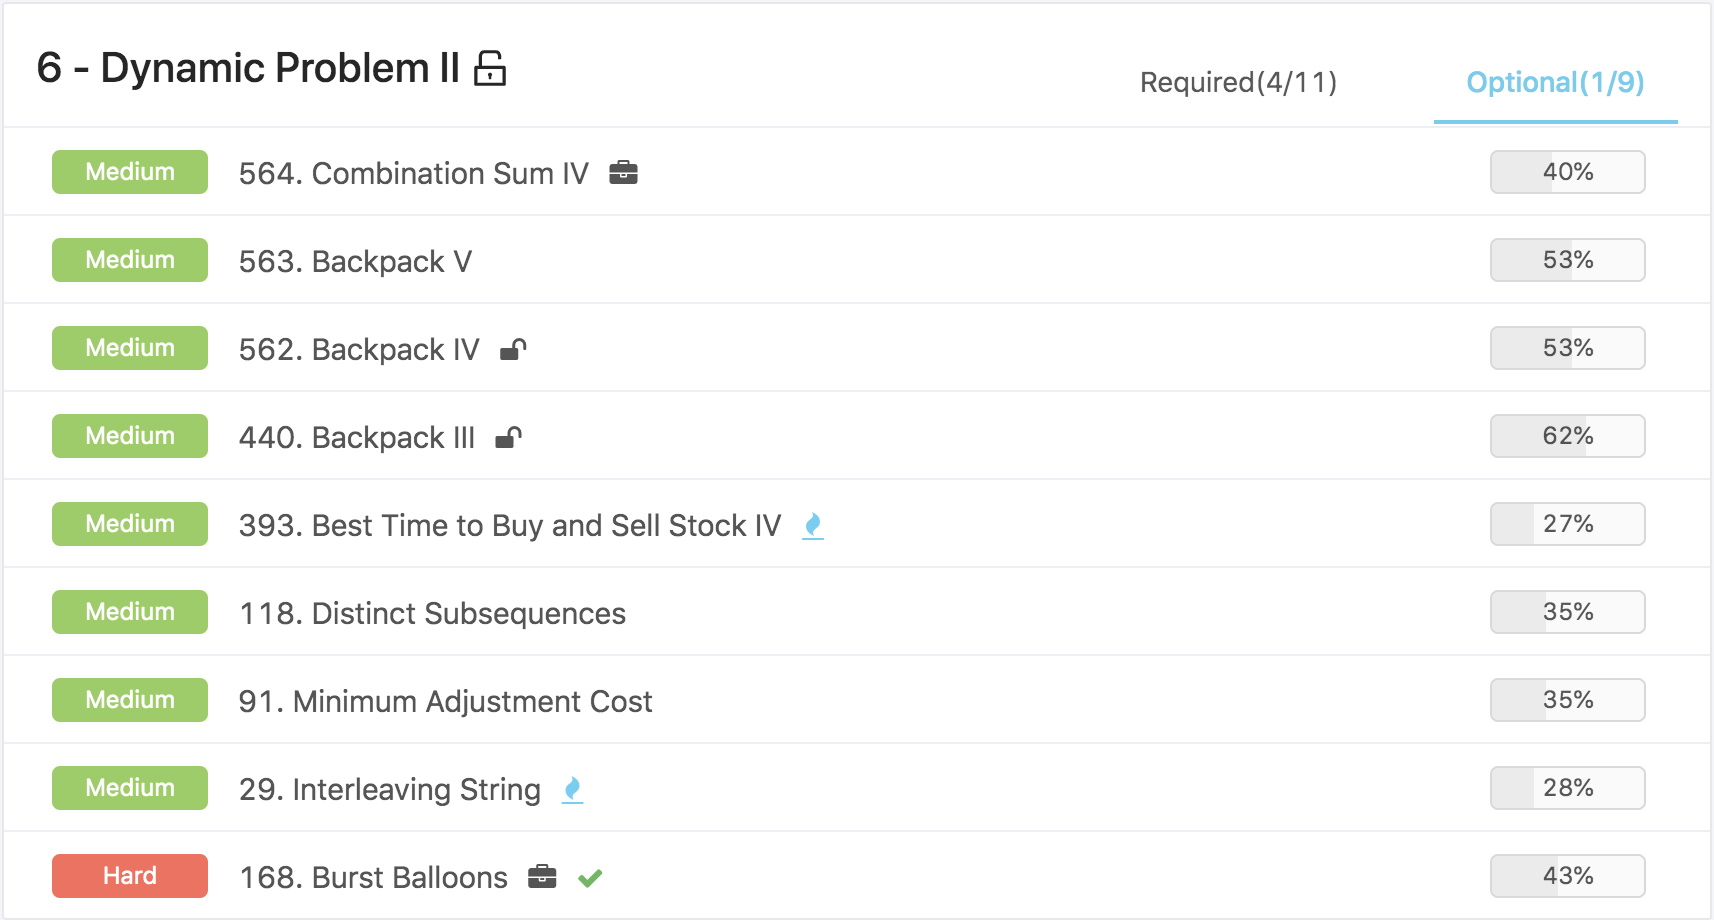 6 - Dynamic Problem II
Required(4/11) Optional(1/9)
Medium 564. Combination Sum IV 40%
Medium 563. Backpack V 53%
Medium 562. Backpack IV 53%
Medium 440. Backpack III 62%
Medium 393. Best Time to Buy and Sell Stock IV 27%
Medium 118. Distinct Subsequences 35%
Medium 91. Minimum Adjustment Cost 35%
Medium 29. Interleaving String 28%
Hard 168. Burst Balloons 43%